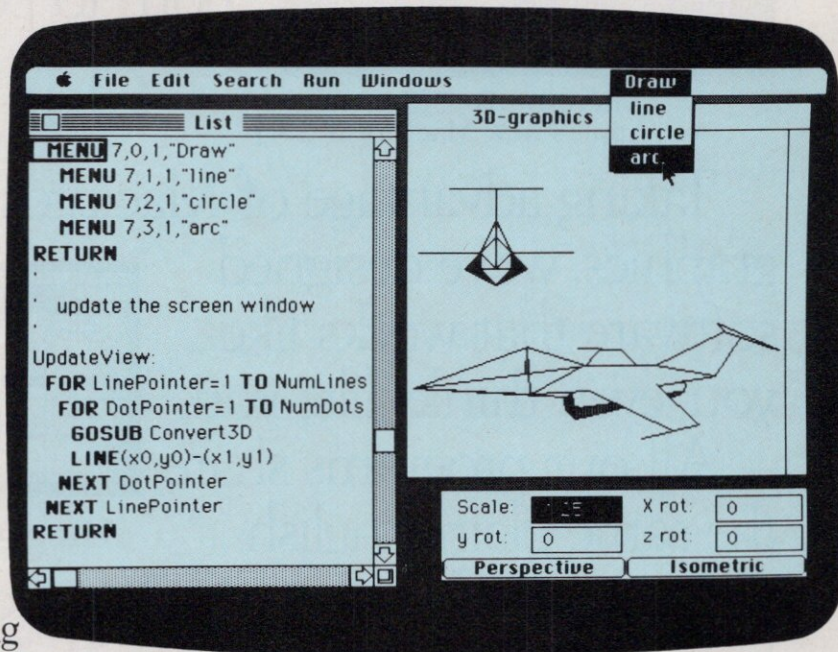 File Edit Search Run Windows Draw
line
circle
arc
List
MENU 7,0,1,"Draw"
MENU 7,1,1,"line"
MENU 7,2,1,"circle"
MENU 7,3,1,"arc"
RETURN
'
' update the screen window
'
UpdateView:
FOR LinePointer=1 TO NumLines
FOR DotPointer=1 TO NumDots
GOSUB Convert3D
LINE(x0,y0)-(x1,y1)
NEXT DotPointer
NEXT LinePointer
RETURN
3D-graphics
Scale: X rot: 0
y rot: 0 z rot: 0
Perspective Isometric
g